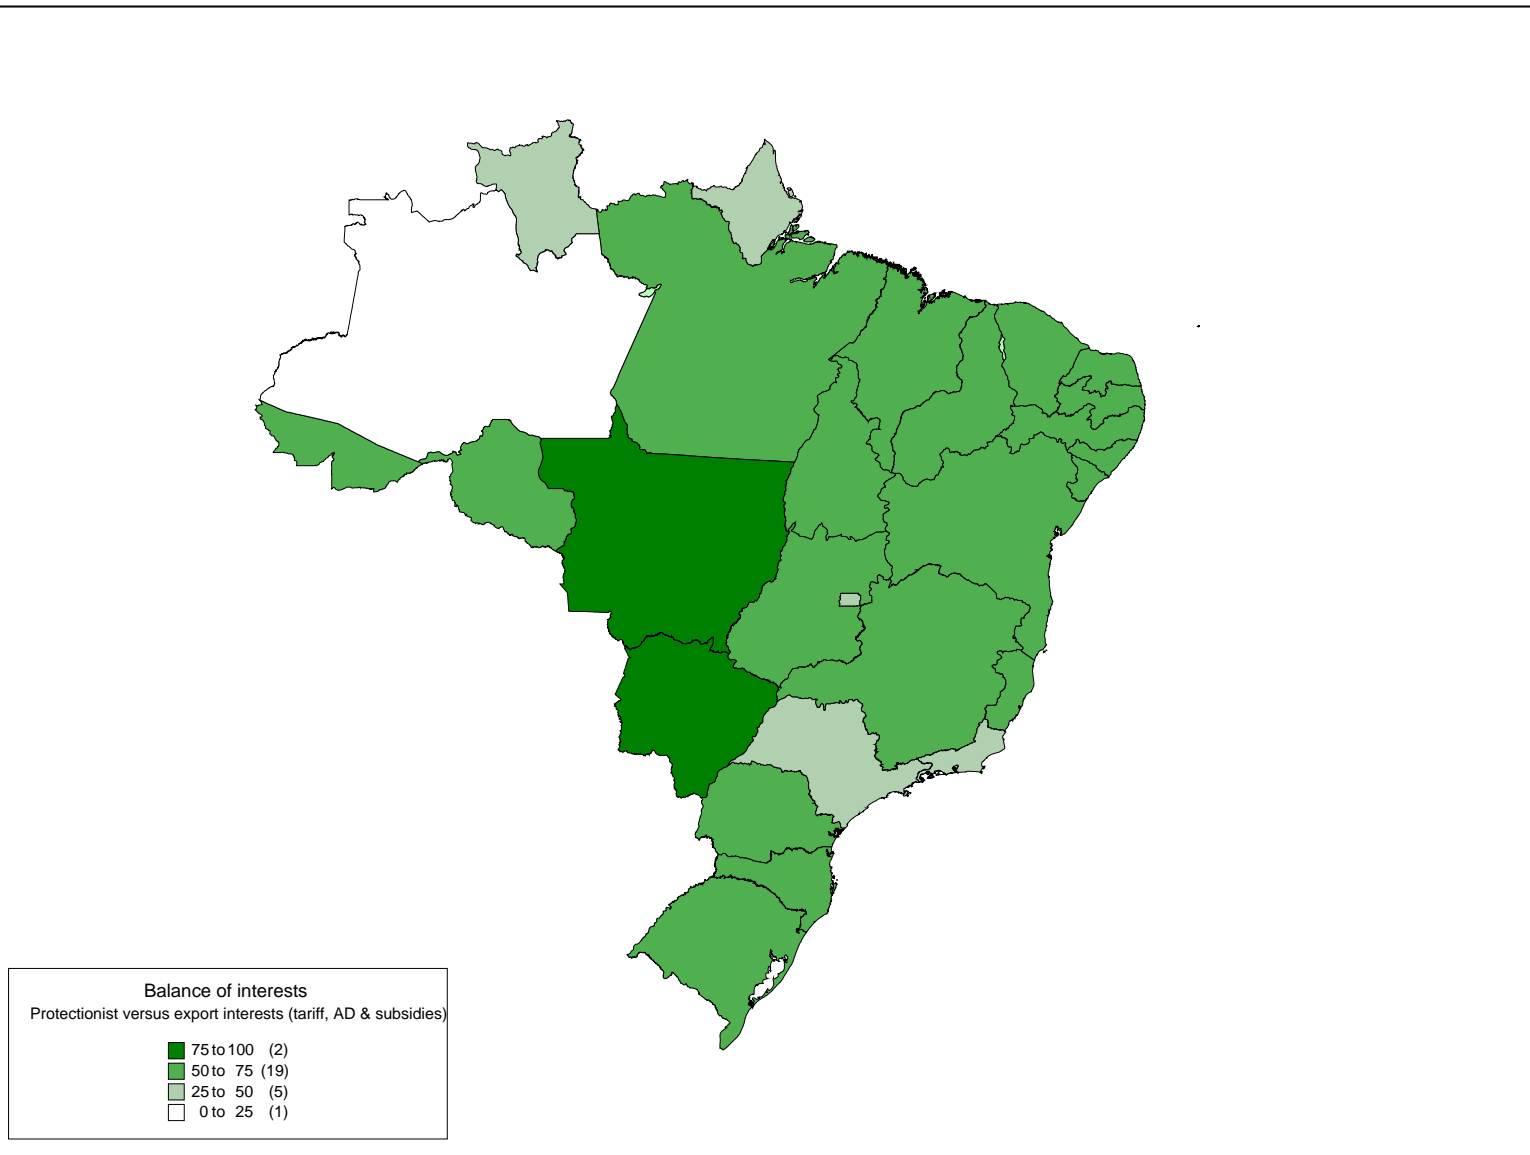 Balance of interests
Protectionist versus export interests (tariff, AD & subsidies)
75 to 100 (2)
50 to 75 (19)
25 to 50 (5)
0 to 25 (1)